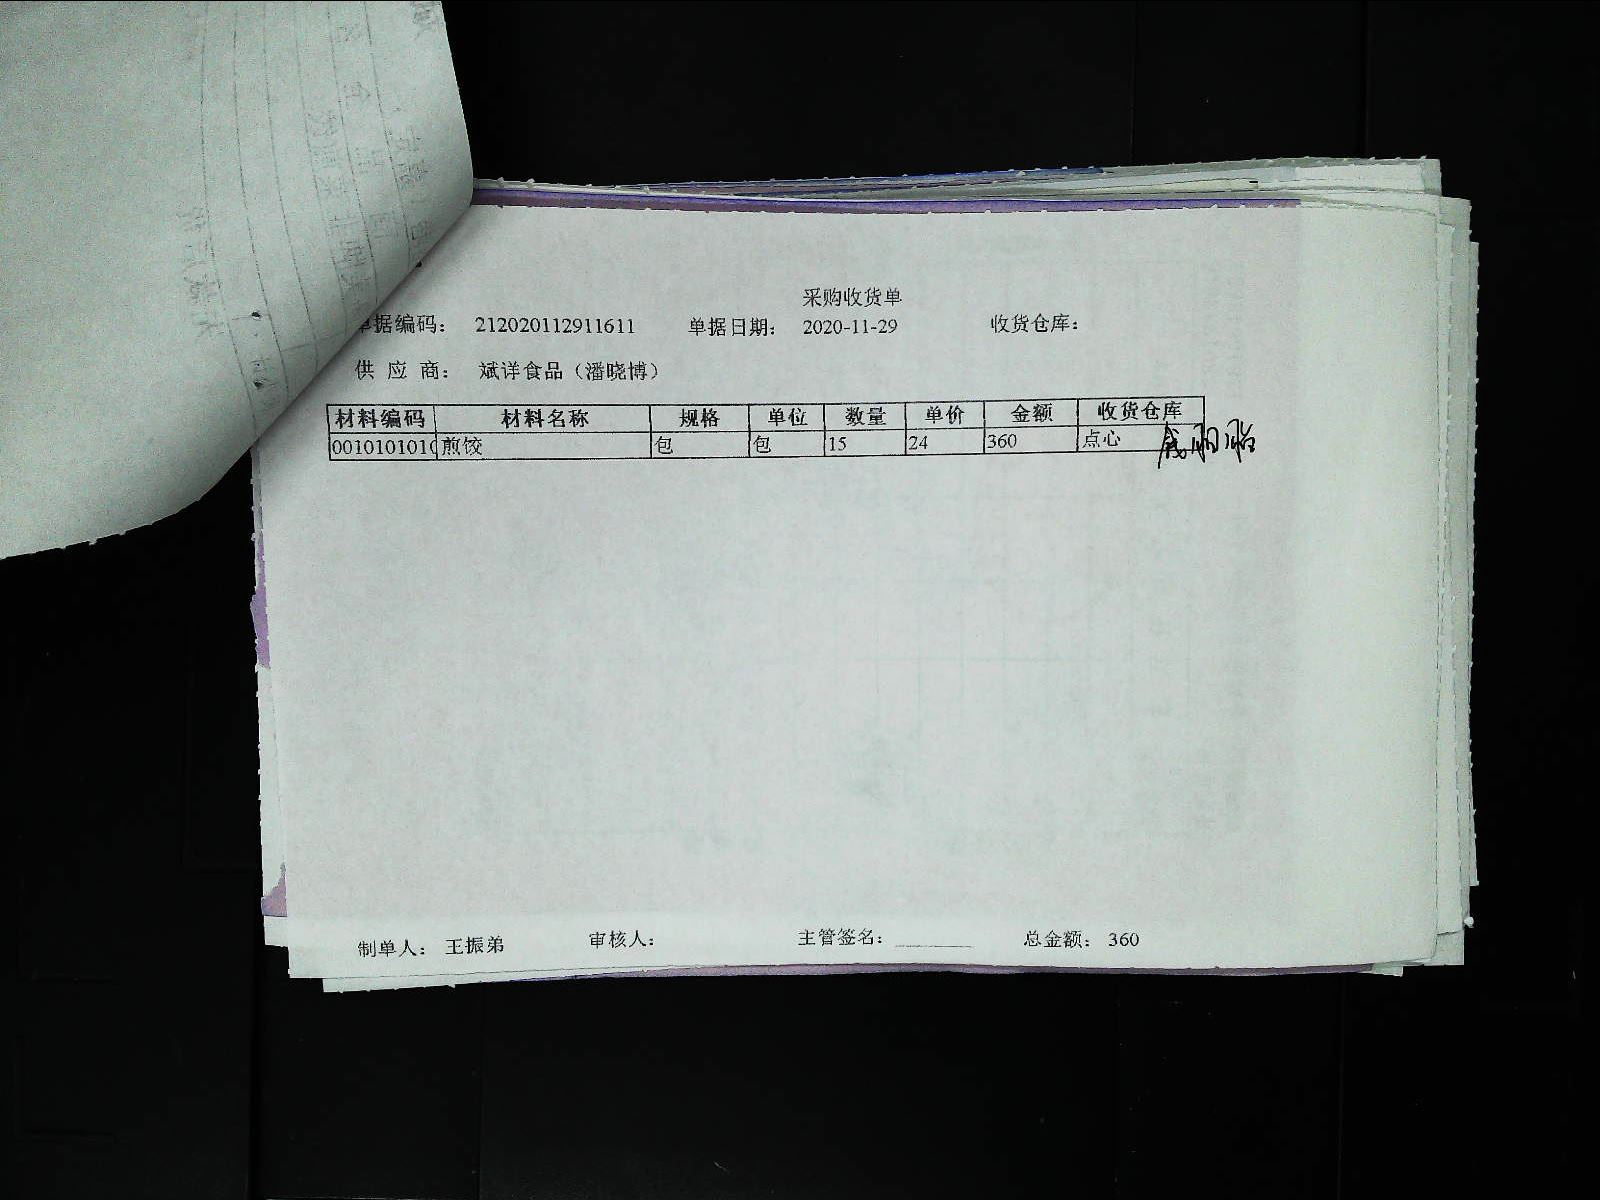 采购收货单
单据编码： 212020112911611 单据日期： 2020-11-29 收货仓库：
供 应 商： 斌详食品（潘晓博）
材料编码 材料名称 规格 单位 数量 单价 金额 收货仓库
001010101 煎饺 包 包 15 24 360 点心
制单人： 王振弟 审核人： 主管签名： 总金额： 360